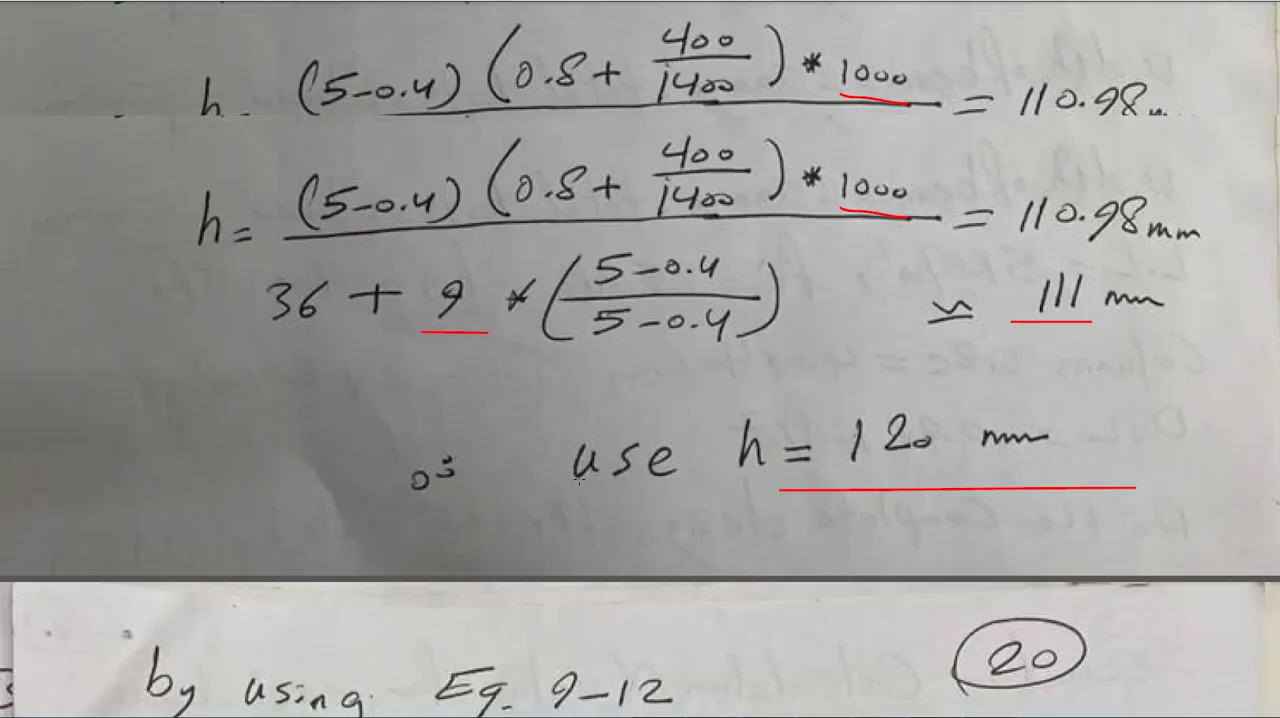 h = (5-0.4) (0.8 + 400/1400) * 1000 = 110.98
h = (5-0.4) (0.8 + 400/1400) * 1000 = 110.98 mm
36 + 9 * (5-0.4/5-0.4) ≃ 111 mm
use h = 120 mm
20
by using Eq. 9-12